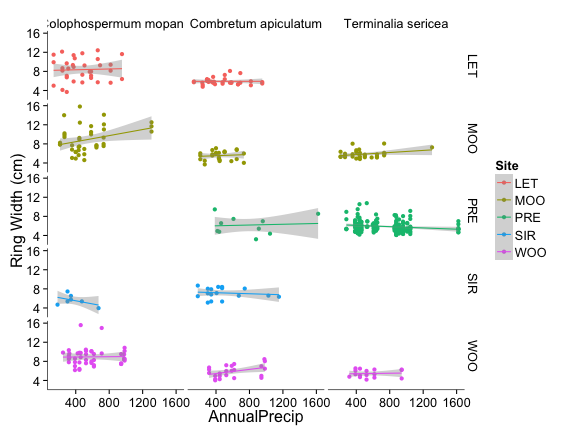 olophospermum mopan Combretum apiculatum Terminalia sericea
16
12
8
4
LET
16
12
8
4
MOO
16
12
8
4
PRE
16
12
8
4
SIR
16
12
8
4
WOO
Ring Width (cm)
400 800 1200 1600 400 800 1200 1600 400 800 1200 1600
AnnualPrecip
Site
LET
MOO
PRE
SIR
WOO